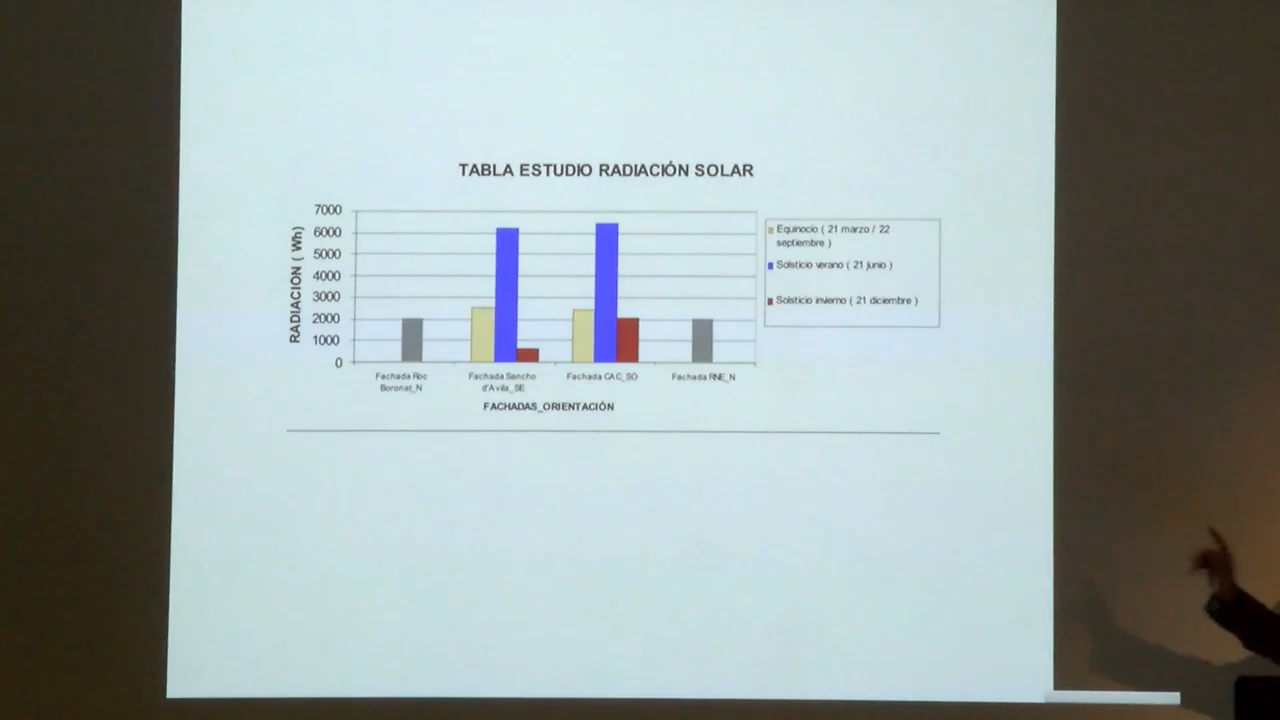 TABLA ESTUDIO RADIACIÓN SOLAR
RADIACION ( Wh)
7000
6000
5000
4000
3000
2000
1000
0
Fachada Roc
Boronat_N
Fachada Sancho
d'Avila_SE
Fachada CAC_SO
Fachada RNE_N
FACHADAS_ORIENTACIÓN
Equinocio ( 21 marzo / 22
septiembre )
Solsticio verano ( 21 junio )
Solsticio invierno ( 21 diciembre )